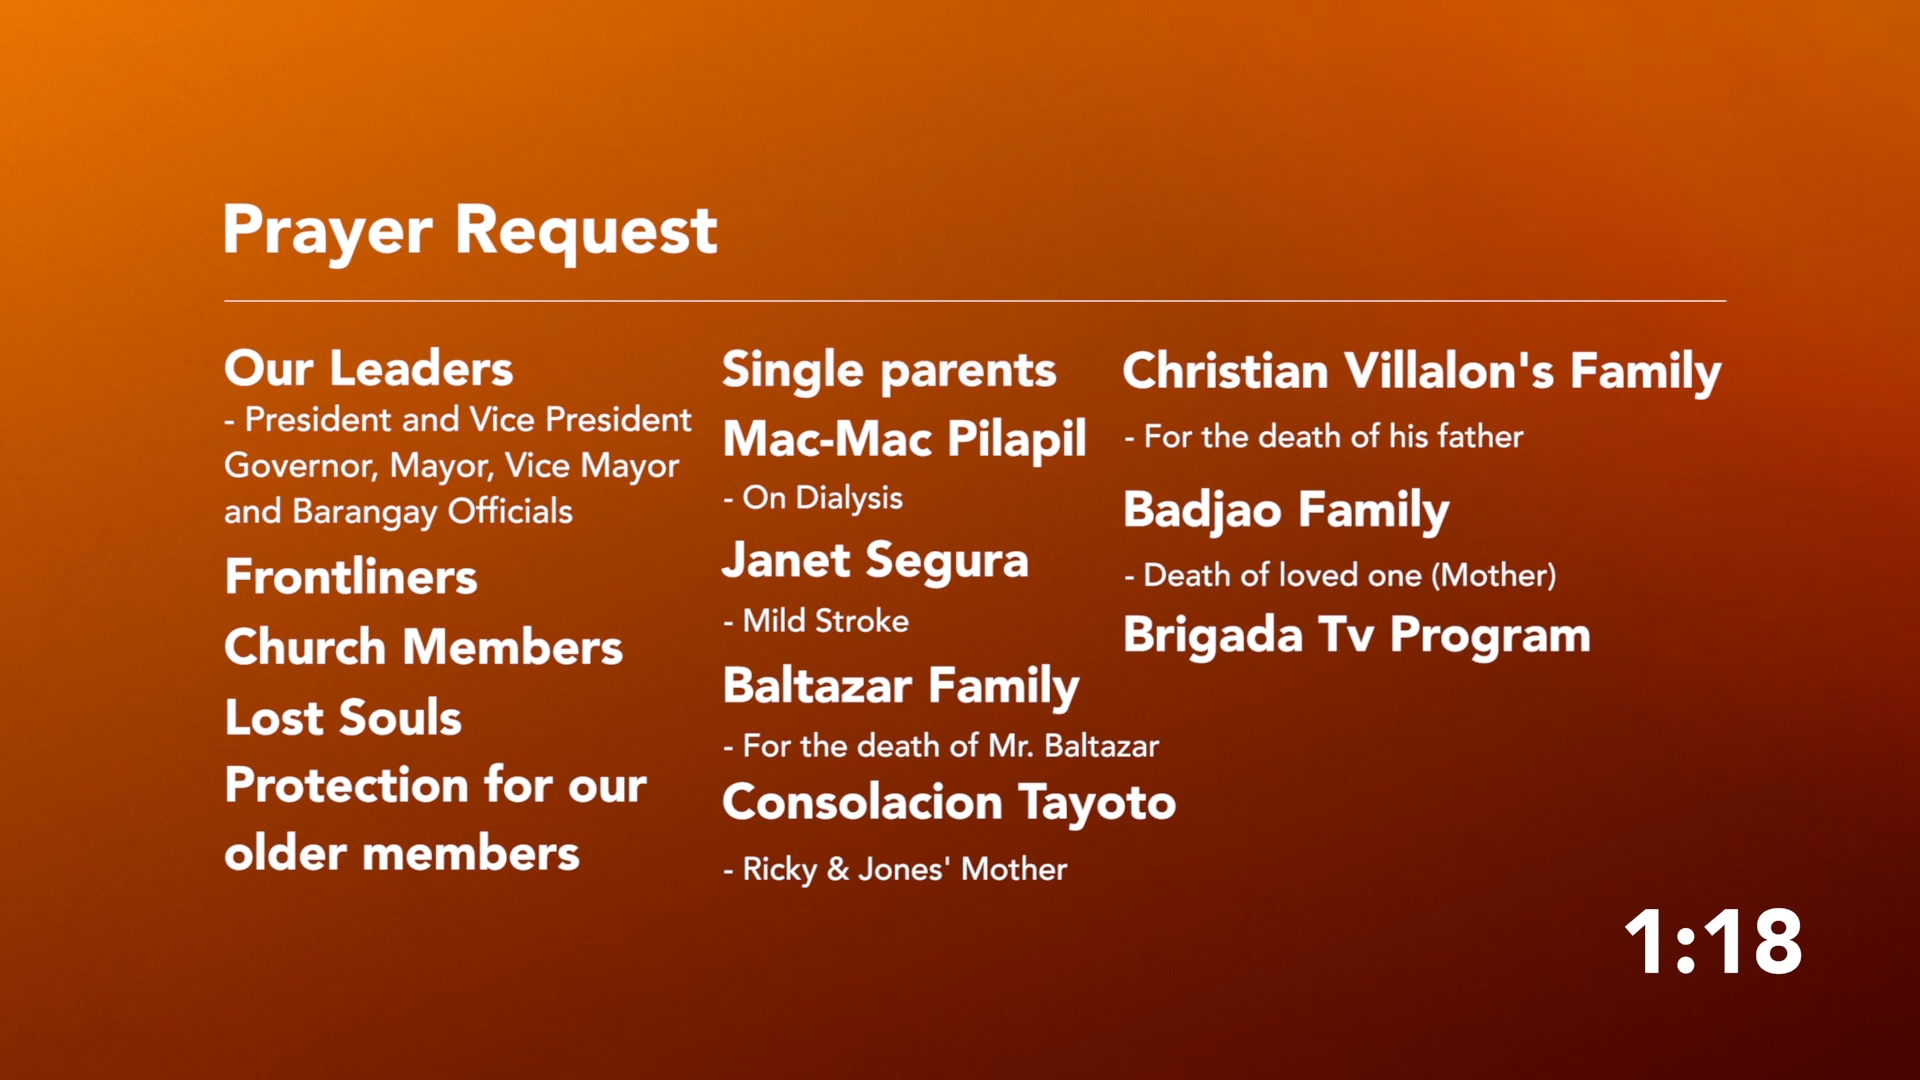 Prayer Request
Our Leaders
- President and Vice President
Governor, Mayor, Vice Mayor
and Barangay Officials
Frontliners
Church Members
Lost Souls
Protection for our
older members
Single parents
Mac-Mac Pilapil
- On Dialysis
Janet Segura
- Mild Stroke
Baltazar Family
- For the death of Mr. Baltazar
Consolacion Tayoto
- Ricky & Jones' Mother
Christian Villalon's Family
- For the death of his father
Badjao Family
- Death of loved one (Mother)
Brigada Tv Program
1:18